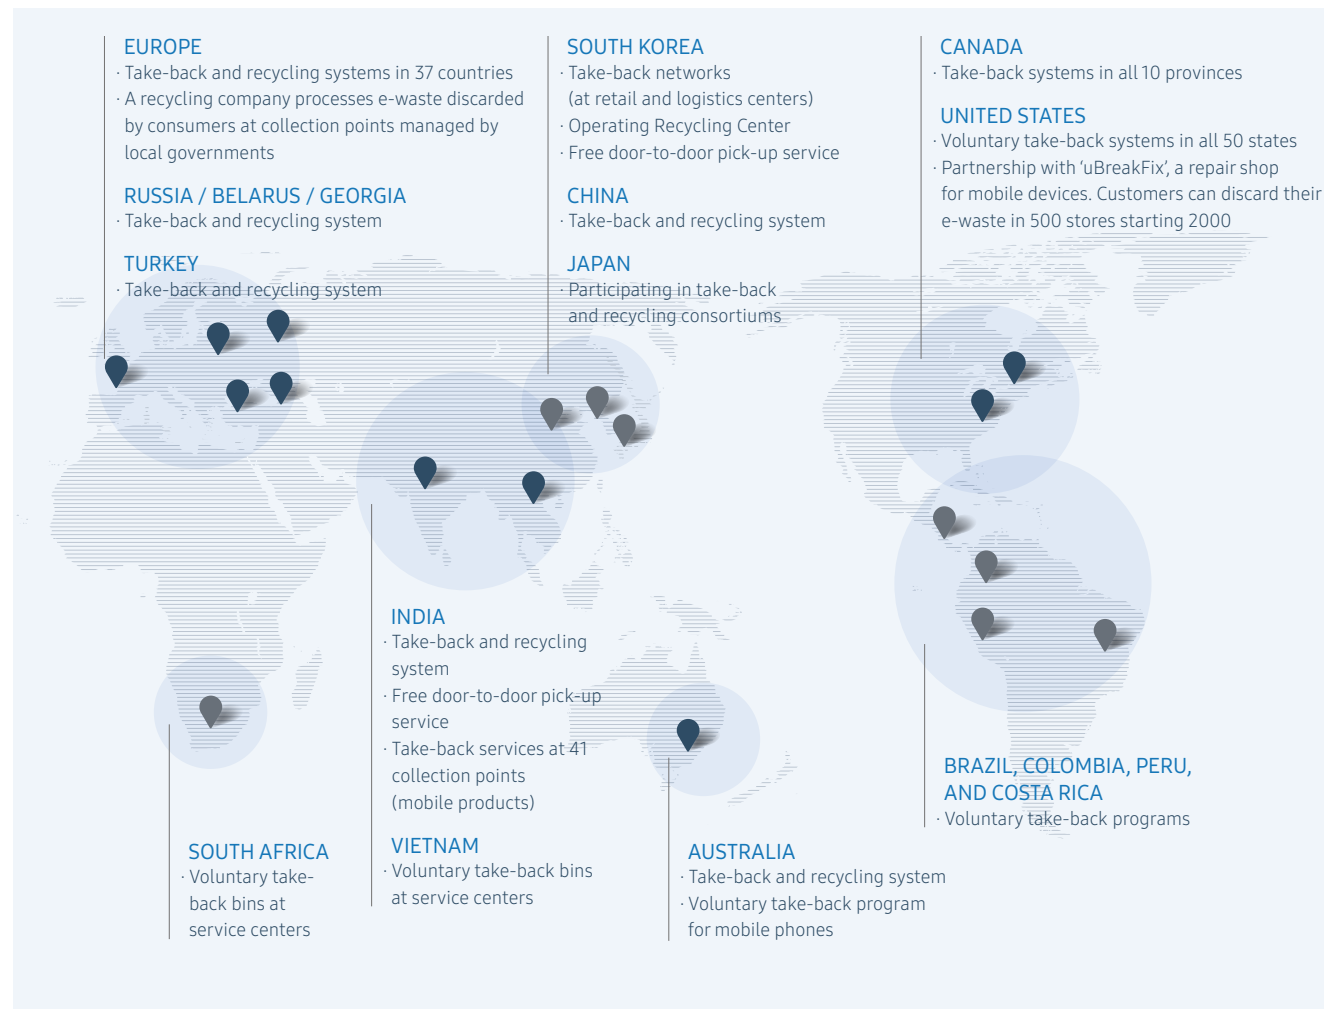 EUROPE
· Take-back and recycling systems in 37 countries
· A recycling company processes e-waste discarded
by consumers at collection points managed by
local governments
RUSSIA / BELARUS / GEORGIA
· Take-back and recycling system
TURKEY
· Take-back and recycling system
SOUTH KOREA
· Take-back networks
(at retail and logistics centers)
· Operating Recycling Center
· Free door-to-door pick-up service
CHINA
· Take-back and recycling system
JAPAN
· Participating in take-back
and recycling consortiums
CANADA
· Take-back systems in all 10 provinces
UNITED STATES
· Voluntary take-back systems in all 50 states
· Partnership with ‘uBreakFix’, a repair shop
for mobile devices. Customers can discard their
e-waste in 500 stores starting 2000
INDIA
· Take-back and recycling
system
· Free door-to-door pick-up
service
· Take-back services at 41
collection points
(mobile products)
VIETNAM
· Voluntary take-back bins
at service centers
BRAZIL, COLOMBIA, PERU,
AND COSTA RICA
· Voluntary take-back programs
SOUTH AFRICA
· Voluntary take-
back bins at
service centers
AUSTRALIA
· Take-back and recycling system
· Voluntary take-back program
for mobile phones